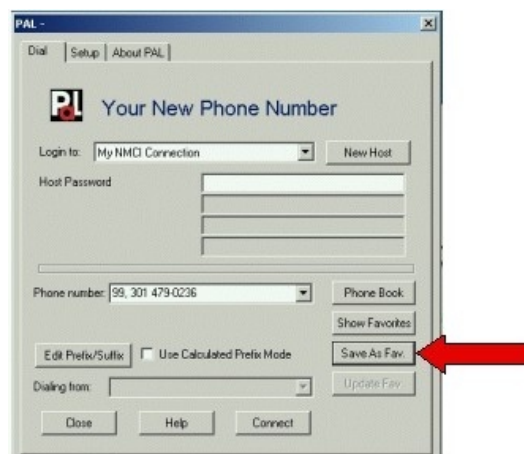 PAL -
Dial Setup About PAL
PAL Your New Phone Number
Login to: My NMCI Connection New Host
Host Password
Phone number: 99, 301 479-0236 Phone Book
Show Favorites
Edit Prefix/Suffix Use Calculated Prefix Mode Save As Fav.
Dialing from: Update Fav.
Close Help Connect